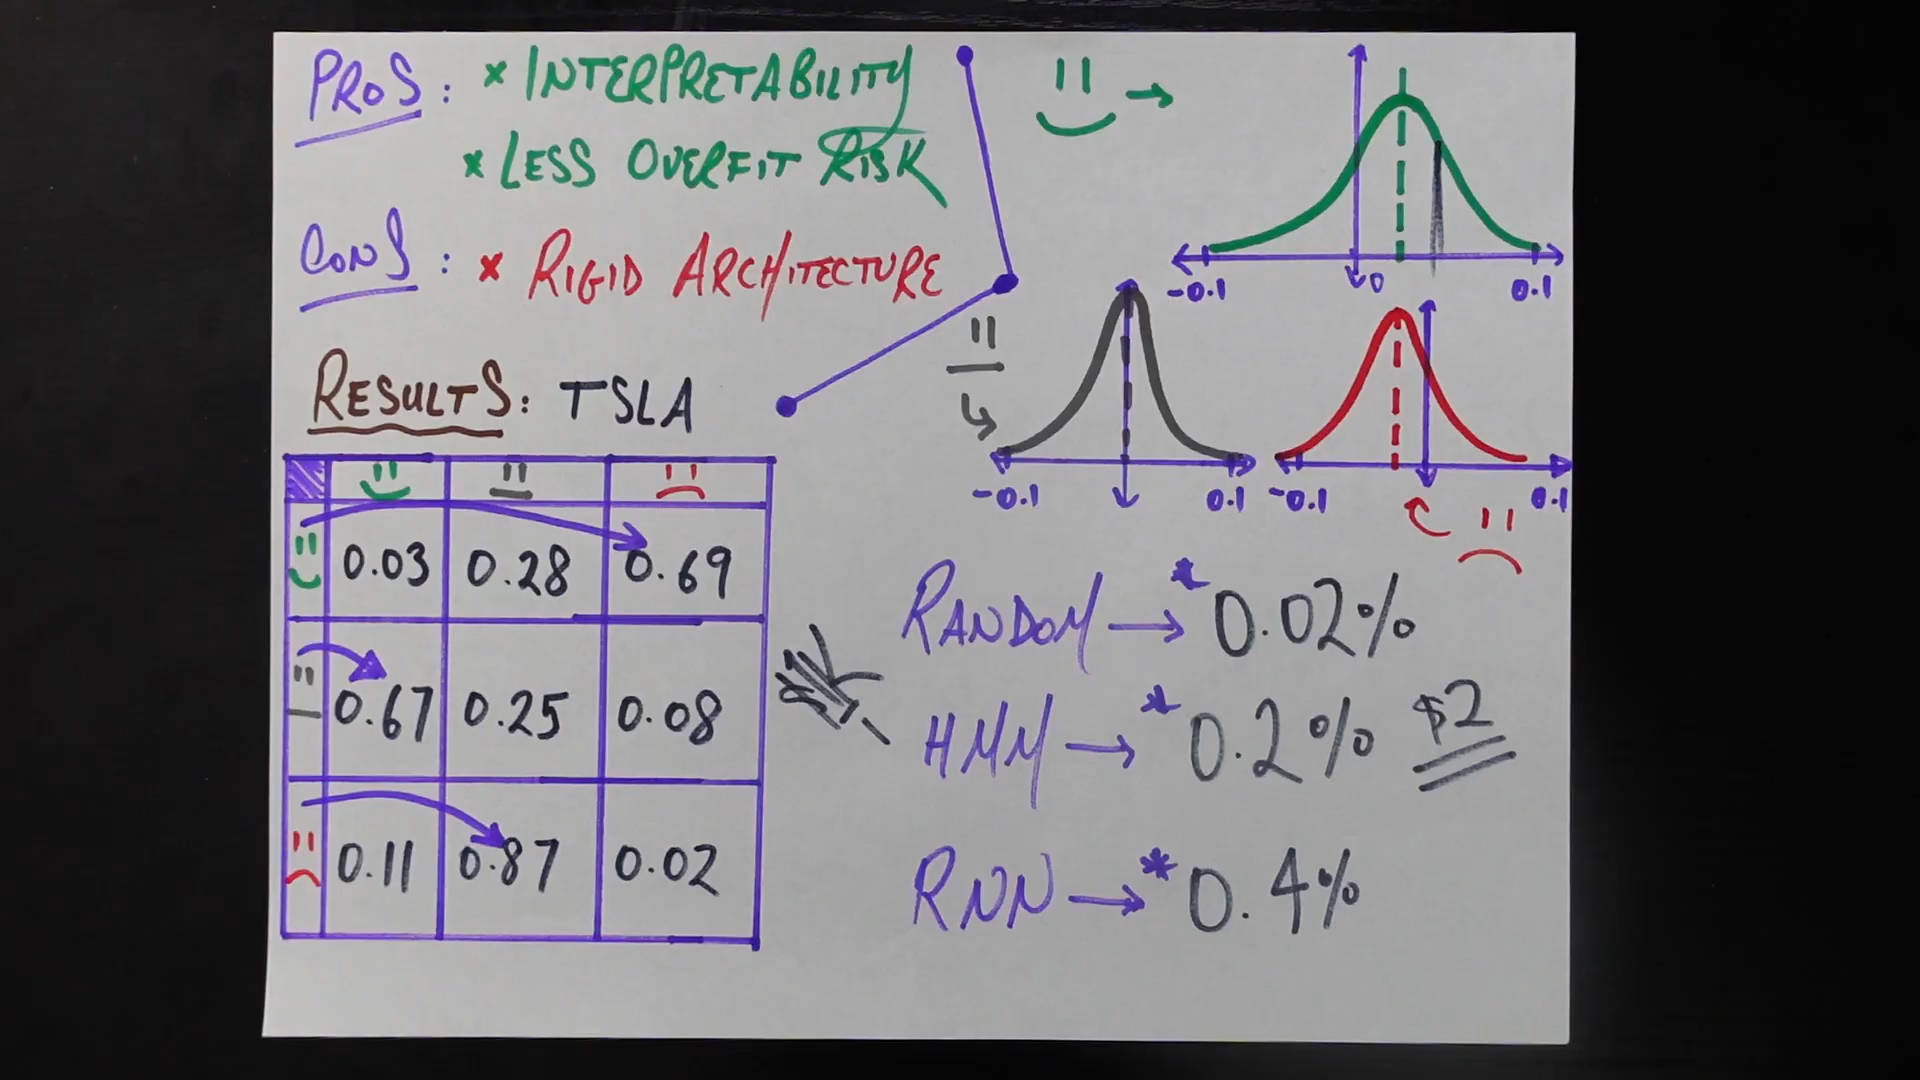 PROS: * INTERPRETABILITY
* LESS OVERFIT RISK
CONS: * RIGID ARCHITECTURE
RESULTS: TSLA
0.03 0.28 0.69
0.67 0.25 0.08
0.11 0.87 0.02
-0.1 0 0.1
-0.1 0.1
-0.1 0.1
RANDOM → * 0.02%
HMM → * 0.2% $2
RNN → * 0.4%